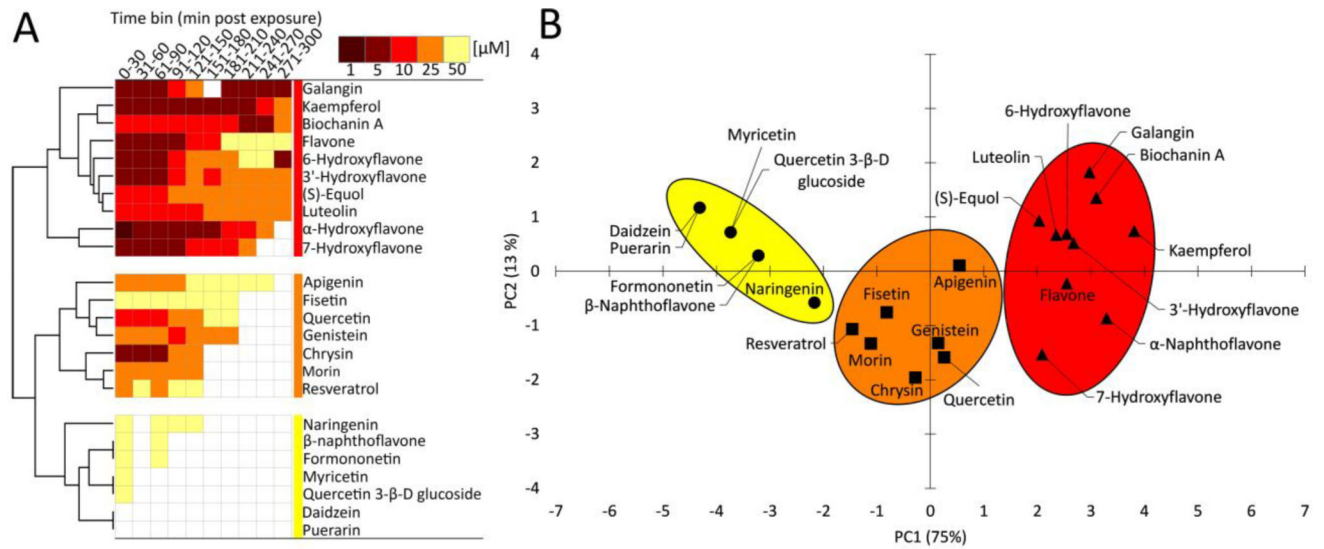 A
Time bin (min post exposure)
0-30
31-60
61-90
91-120
121-150
151-180
181-210
211-240
241-270
271-300
[μM]
1 5 10 25 50
Galangin
Kaempferol
Biochanin A
Flavone
6-Hydroxyflavone
3'-Hydroxyflavone
(S)-Equol
Luteolin
α-Hydroxyflavone
7-Hydroxyflavone
Apigenin
Fisetin
Quercetin
Genistein
Chrysin
Morin
Resveratrol
Naringenin
β-naphthoflavone
Formononetin
Myricetin
Quercetin 3-β-D glucoside
Daidzein
Puerarin
B
4
3
2
1
0
-1
-2
-3
-4
PC2 (13 %)
-7 -6 -5 -4 -3 -2 -1 0 1 2 3 4 5 6 7
PC1 (75%)
Myricetin
Quercetin 3-β-D
glucoside
Daidzein
Puerarin
Formononetin
β-Naphthoflavone
Naringenin
Resveratrol
Fisetin
Morin
Chrysin
Apigenin
Genistein
Quercetin
6-Hydroxyflavone
Luteolin
(S)-Equol
Galangin
Biochanin A
Kaempferol
Flavone
3'-Hydroxyflavone
α-Naphthoflavone
7-Hydroxyflavone